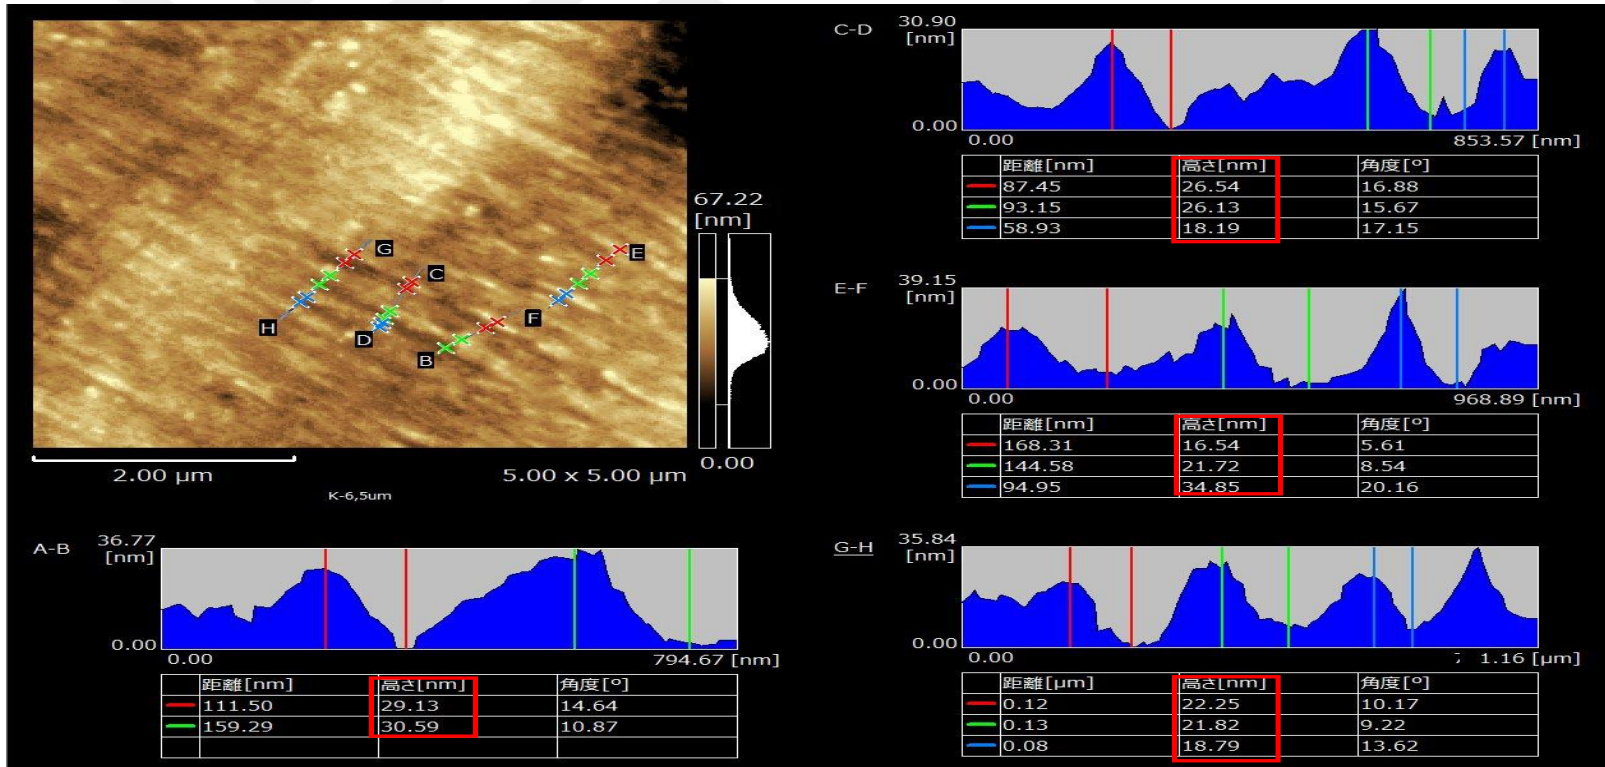 67.22
[nm]
0.00
G
C
E
H
D
F
B
2.00 μm
5.00 x 5.00 μm
K-6,5um
A-B
36.77
[nm]
0.00
0.00
794.67 [nm]
距離[nm] 高さ[nm] 角度[°]
111.50 29.13 14.64
159.29 30.59 10.87
C-D
30.90
[nm]
0.00
0.00
853.57 [nm]
距離[nm] 高さ[nm] 角度[°]
87.45 26.54 16.88
93.15 26.13 15.67
58.93 18.19 17.15
E-F
39.15
[nm]
0.00
0.00
968.89 [nm]
距離[nm] 高さ[nm] 角度[°]
168.31 16.54 5.61
144.58 21.72 8.54
94.95 34.85 20.16
G-H
35.84
[nm]
0.00
0.00
1.16 [μm]
距離[μm] 高さ[nm] 角度[°]
0.12 22.25 10.17
0.13 21.82 9.22
0.08 18.79 13.62